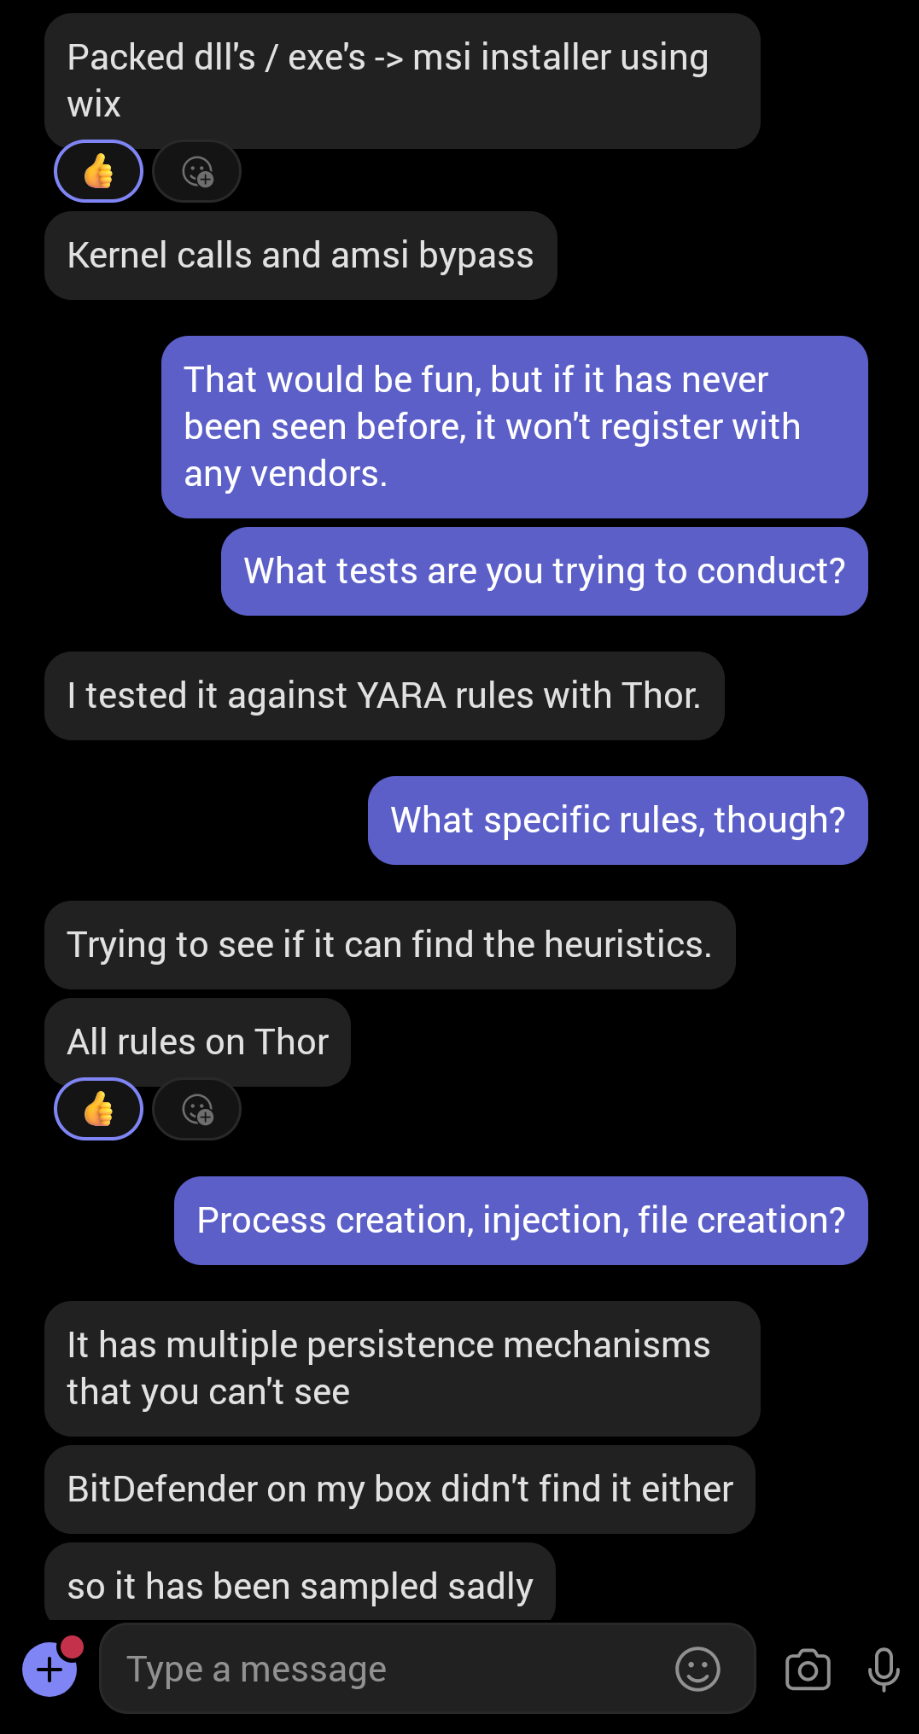 Packed dll's / exe's -> msi installer using
wix
Kernel calls and amsi bypass
That would be fun, but if it has never
been seen before, it won't register with
any vendors.
What tests are you trying to conduct?
I tested it against YARA rules with Thor.
What specific rules, though?
Trying to see if it can find the heuristics.
All rules on Thor
Process creation, injection, file creation?
It has multiple persistence mechanisms
that you can't see
BitDefender on my box didn't find it either
so it has been sampled sadly
Type a message